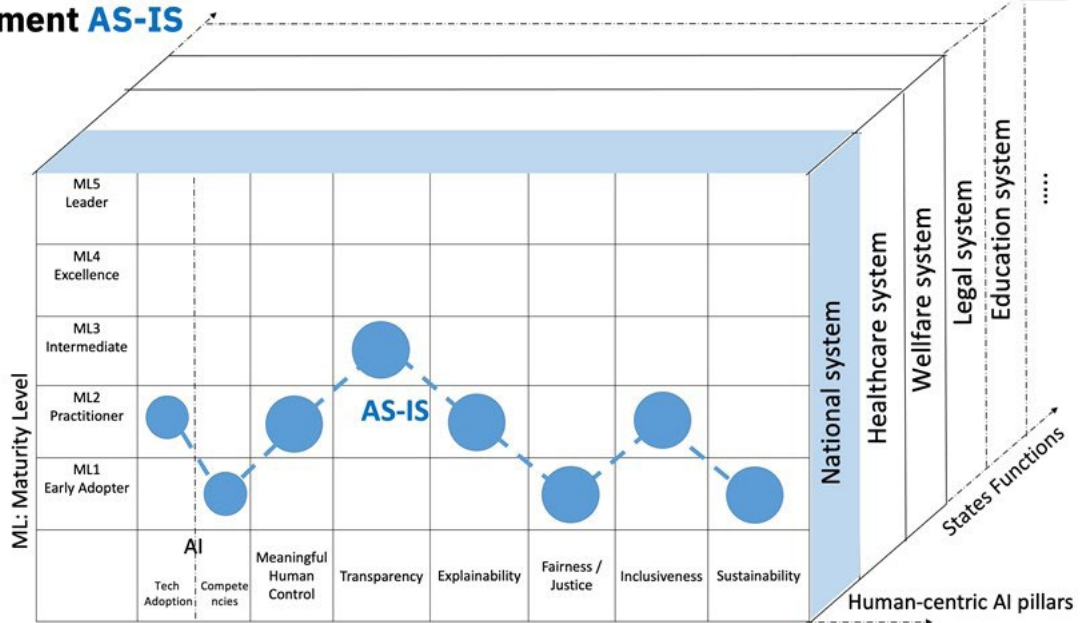 ment AS-IS
ML5
Leader
ML4
Excellence
ML3
Intermediate
ML2
Practitioner
ML1
Early Adopter
ML: Maturity Level
AS-IS
AI
Tech
Adoption
Compete
ncies
Meaningful
Human
Control
Transparency
Explainability
Fairness /
Justice
Inclusiveness
Sustainability
National system
Healthcare system
Wellfare system
Legal system
Education system
.....
States Functions
Human-centric AI pillars